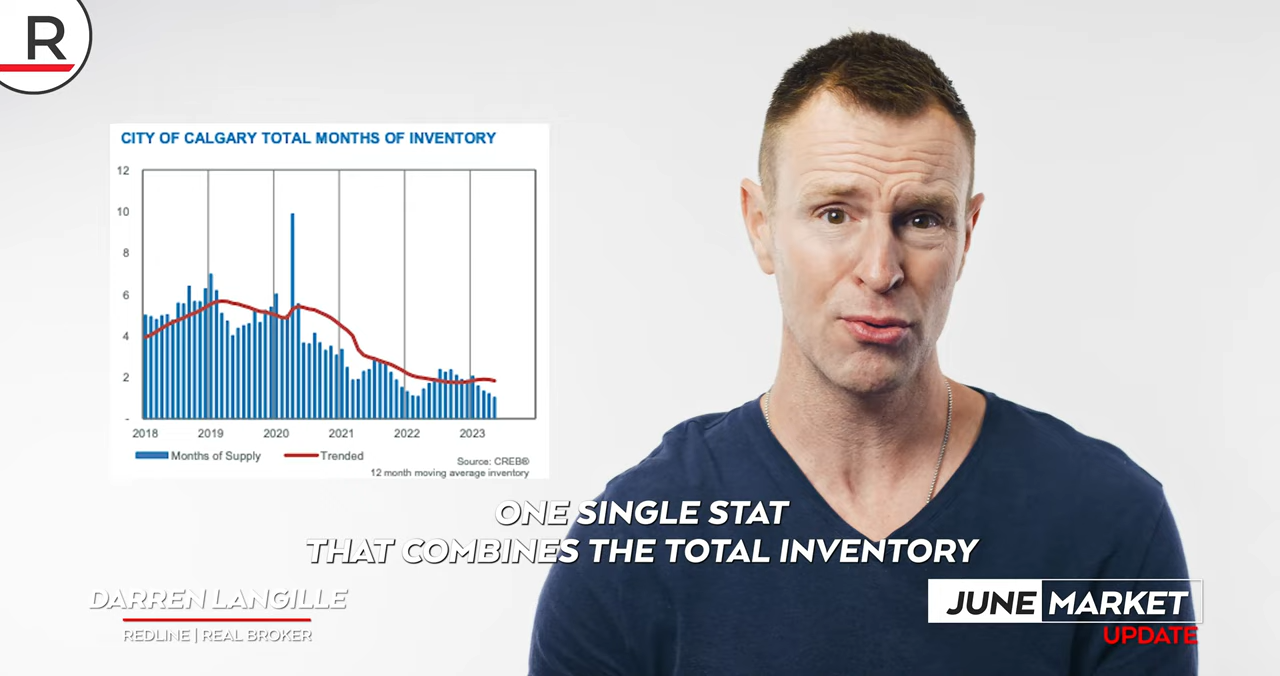 R
CITY OF CALGARY TOTAL MONTHS OF INVENTORY
12
10
8
6
4
2
-
2018 2019 2020 2021 2022 2023
Months of Supply Trended
Source: CREB®
12 month moving average inventory
ONE SINGLE STAT
THAT COMBINES THE TOTAL INVENTORY
DARREN LANGILLE
REDLINE | REAL BROKER
JUNE MARKET
UPDATE